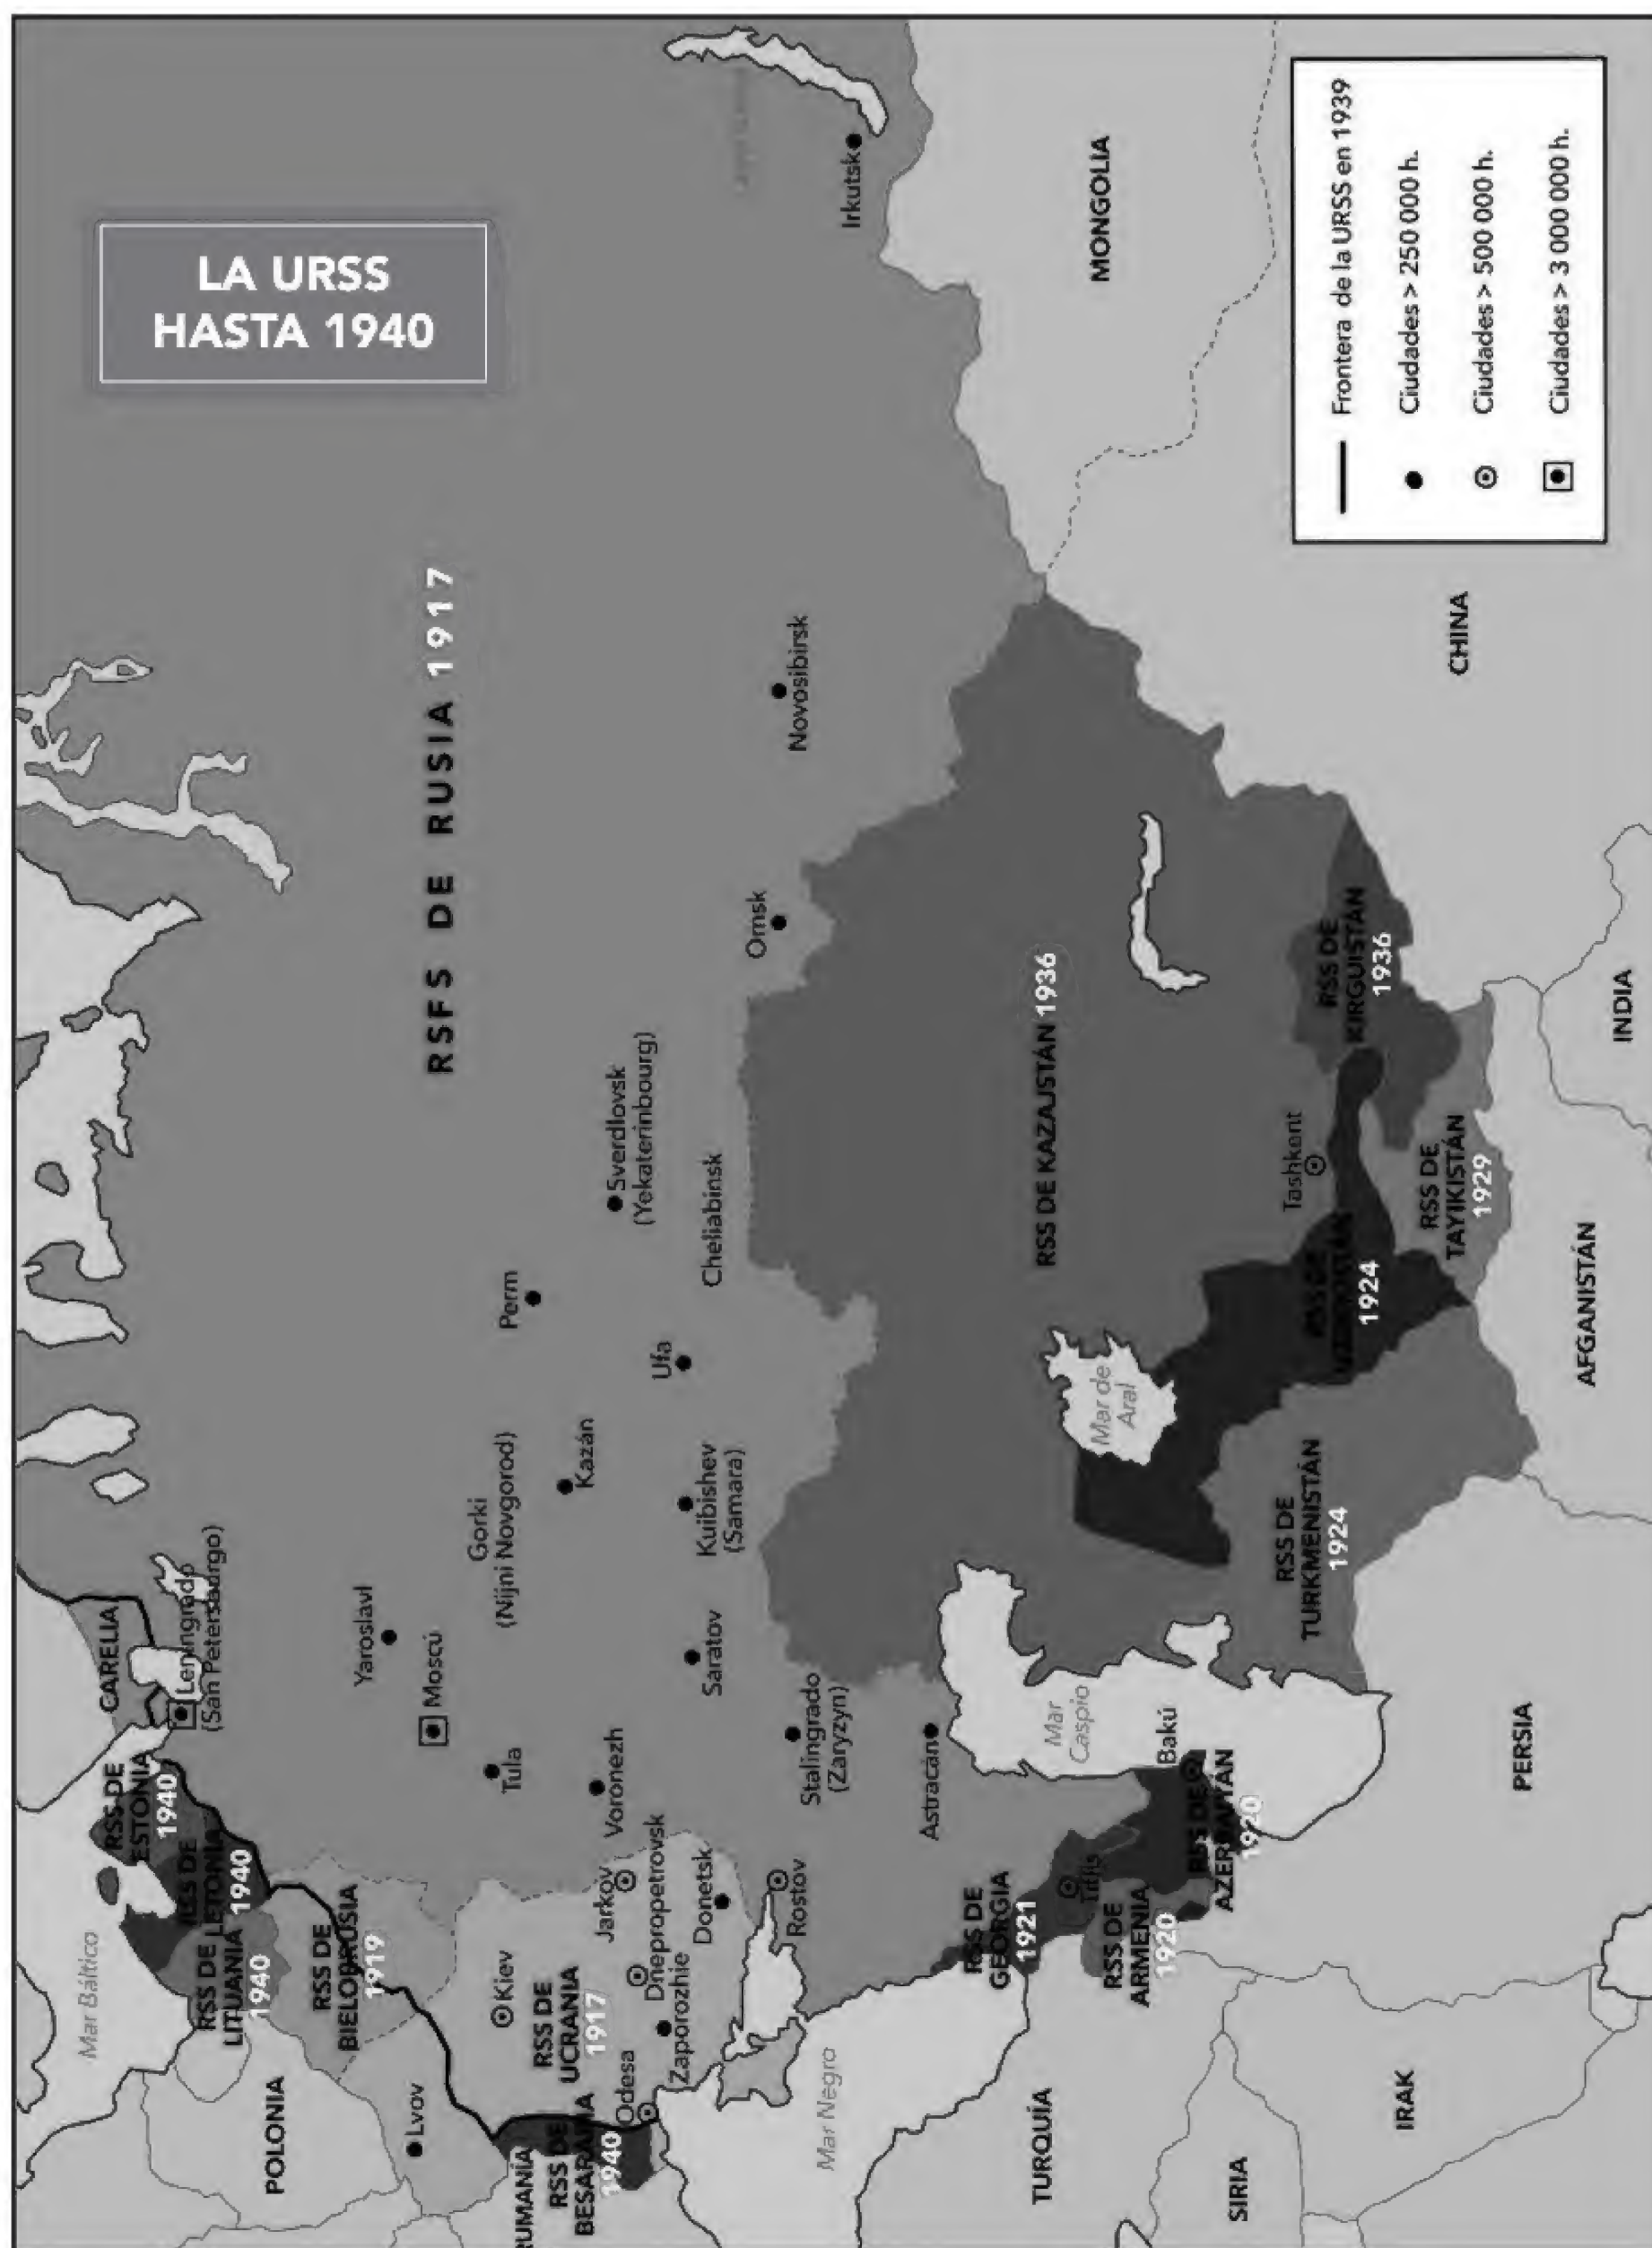 LA URSS
HASTA 1940
RSFS DE RUSIA 1917
Mar Báltico
CARELIA
Leningrado
(San Petersburgo)
RSS DE
ESTONIA
1940
RSS DE
LETONIA
1940
RSS DE
LITUANIA
1940
POLONIA
RSS DE
BIELORRUSIA
1919
Lvov
RUMANÍA
RSS DE
BESARABIA
1940
RSS DE
UCRANIA
1917
Kiev
Odesa
Zaporozhie
Dnepropetrovsk
Jarkov
Donetsk
Rostov
Yaroslavl
Moscú
Tula
Voronezh
Gorki
(Nijni Novgorod)
Kazán
Perm
Ufa
Kuibishev
(Samara)
Saratov
Stalingrado
(Zaryzyn)
Astracán
Sverdlovsk
(Yekaterinbourg)
Cheliabinsk
Omsk
Novosibirsk
Irkutsk
Mar Negro
RSS DE
GEORGIA
1921
Tiflis
RSS DE
ARMENIA
1920
RSS DE
AZERBAIYÁN
1920
Bakú
Mar
Caspio
Mar de
Aral
RSS DE KAZAJSTÁN 1936
RSS DE
TURKMENISTÁN
1924
RSS DE
UZBEKISTÁN
1924
Tashkent
RSS DE
TAYIKISTÁN
1929
RSS DE
KIRGUISTÁN
1936
TURQUÍA
SIRIA
IRAK
PERSIA
AFGANISTÁN
INDIA
CHINA
MONGOLIA
Frontera de la URSS en 1939
Ciudades > 250 000 h.
Ciudades > 500 000 h.
Ciudades > 3 000 000 h.